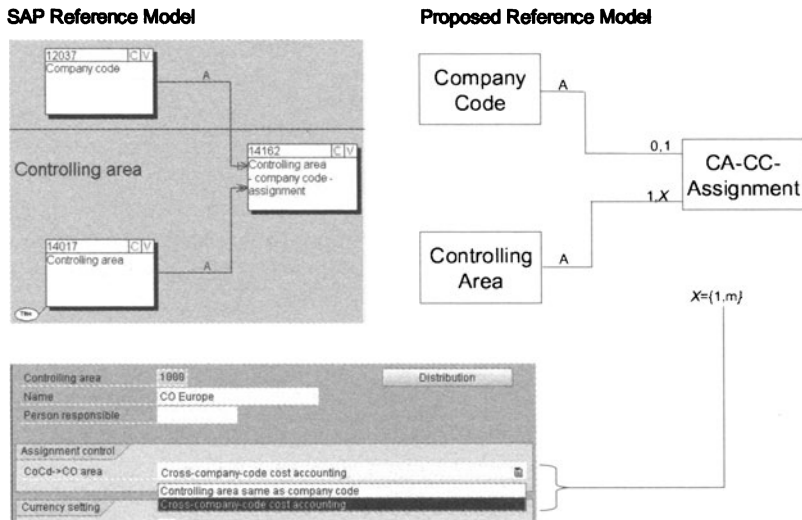 SAP Reference Model
Proposed Reference Model
12037 C V
Company code
A
Controlling area
14162 C V
Controlling area
- company code -
assignment
14017 C V
Controlling area
A
Company
Code
A
0,1
CA-CC-
Assignment
1,X
Controlling
Area
A
X={1,m}
Controlling area 1000 Distribution
Name CO Europe
Person responsible
Assignment control
CoCd->CO area Cross-company-code cost accounting
Controlling area same as company code
Currency setting Cross-company-code cost accounting